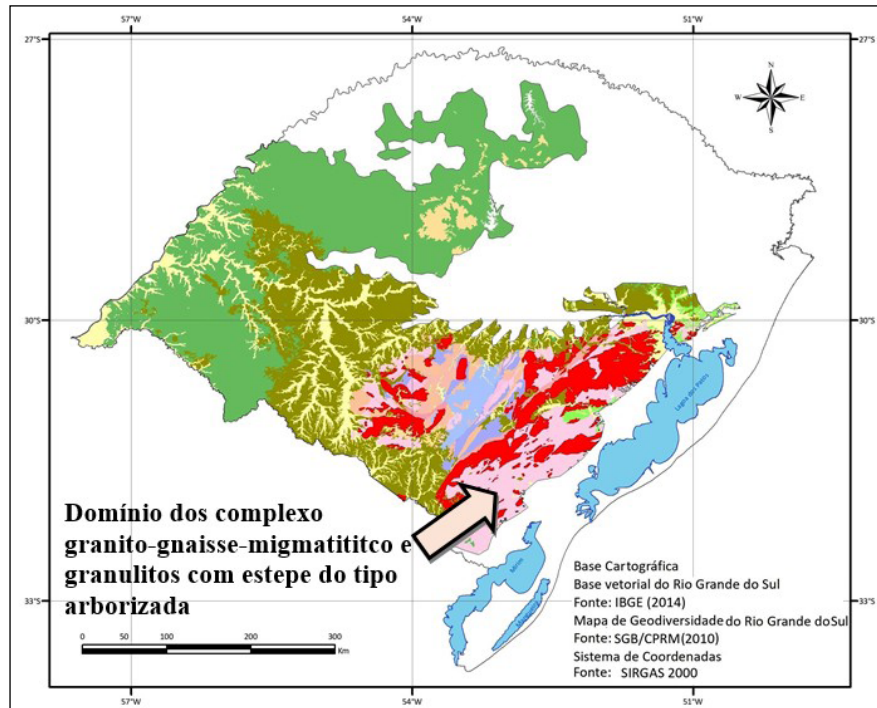 57°W
54°W
51°W
27°S
27°S
N
W
E
S
30°S
30°S
Lagoa dos Patos
Domínio dos complexo
granito-gnaisse-migmatititco e
granulitos com estepe do tipo
arborizada
Mirim
Base Cartográfica
Base vetorial do Rio Grande do Sul
Fonte: IBGE (2014)
Mapa de Geodiversidade do Rio Grande do Sul
Fonte: SGB/CPRM(2010)
Sistema de Coordenadas
Fonte: SIRGAS 2000
33°S
33°S
0 50 100 200 300
Km
57°W
54°W
51°W